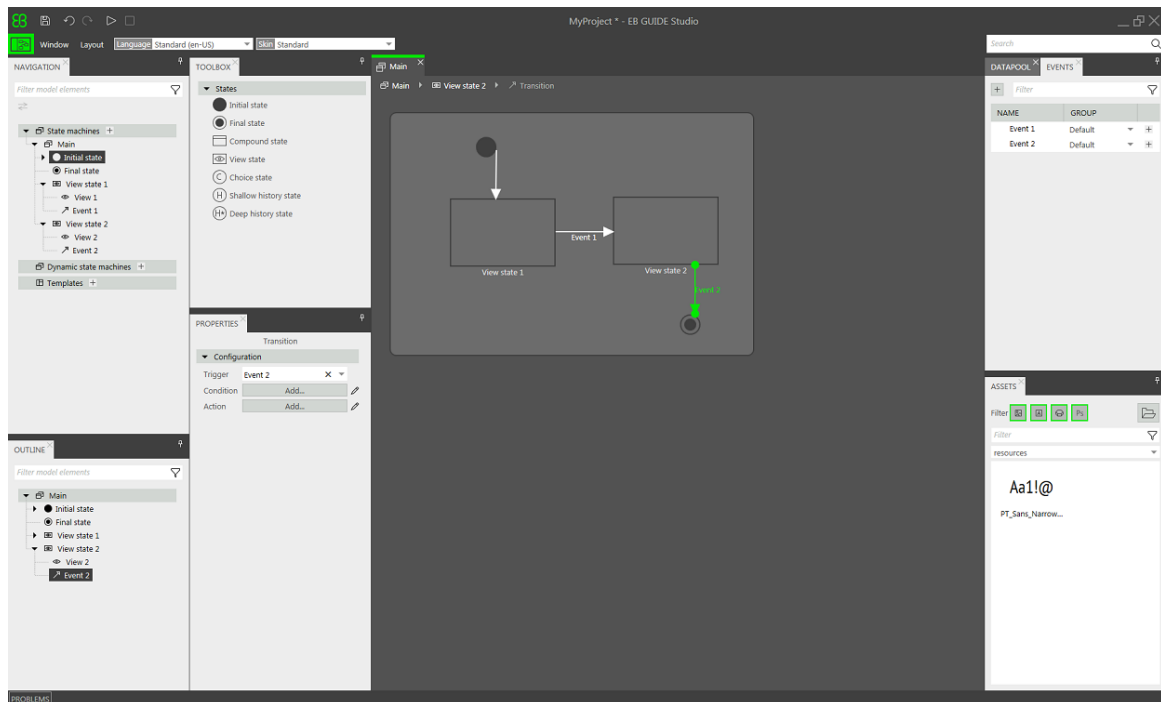 EB
MyProject * - EB GUIDE Studio
Window Layout Language Standard (en-US) Skin Standard
Search
NAVIGATION
Filter model elements
State machines +
Main
Initial state
Final state
View state 1
View 1
Event 1
View state 2
View 2
Event 2
Dynamic state machines +
Templates +
OUTLINE
Filter model elements
Main
Initial state
Final state
View state 1
View state 2
View 2
Event 2
PROBLEMS
TOOLBOX
States
Initial state
Final state
Compound state
View state
C Choice state
H Shallow history state
H* Deep history state
PROPERTIES
Transition
Configuration
Trigger Event 2
Condition Add...
Action Add...
Main
Main View state 2 Transition
Event 1
View state 1
View state 2
Event 2
DATAPOOL EVENTS
+ Filter
NAME GROUP
Event 1 Default +
Event 2 Default +
ASSETS
Filter A Ps
Filter
resources
Aa1!@
PT_Sans_Narrow...